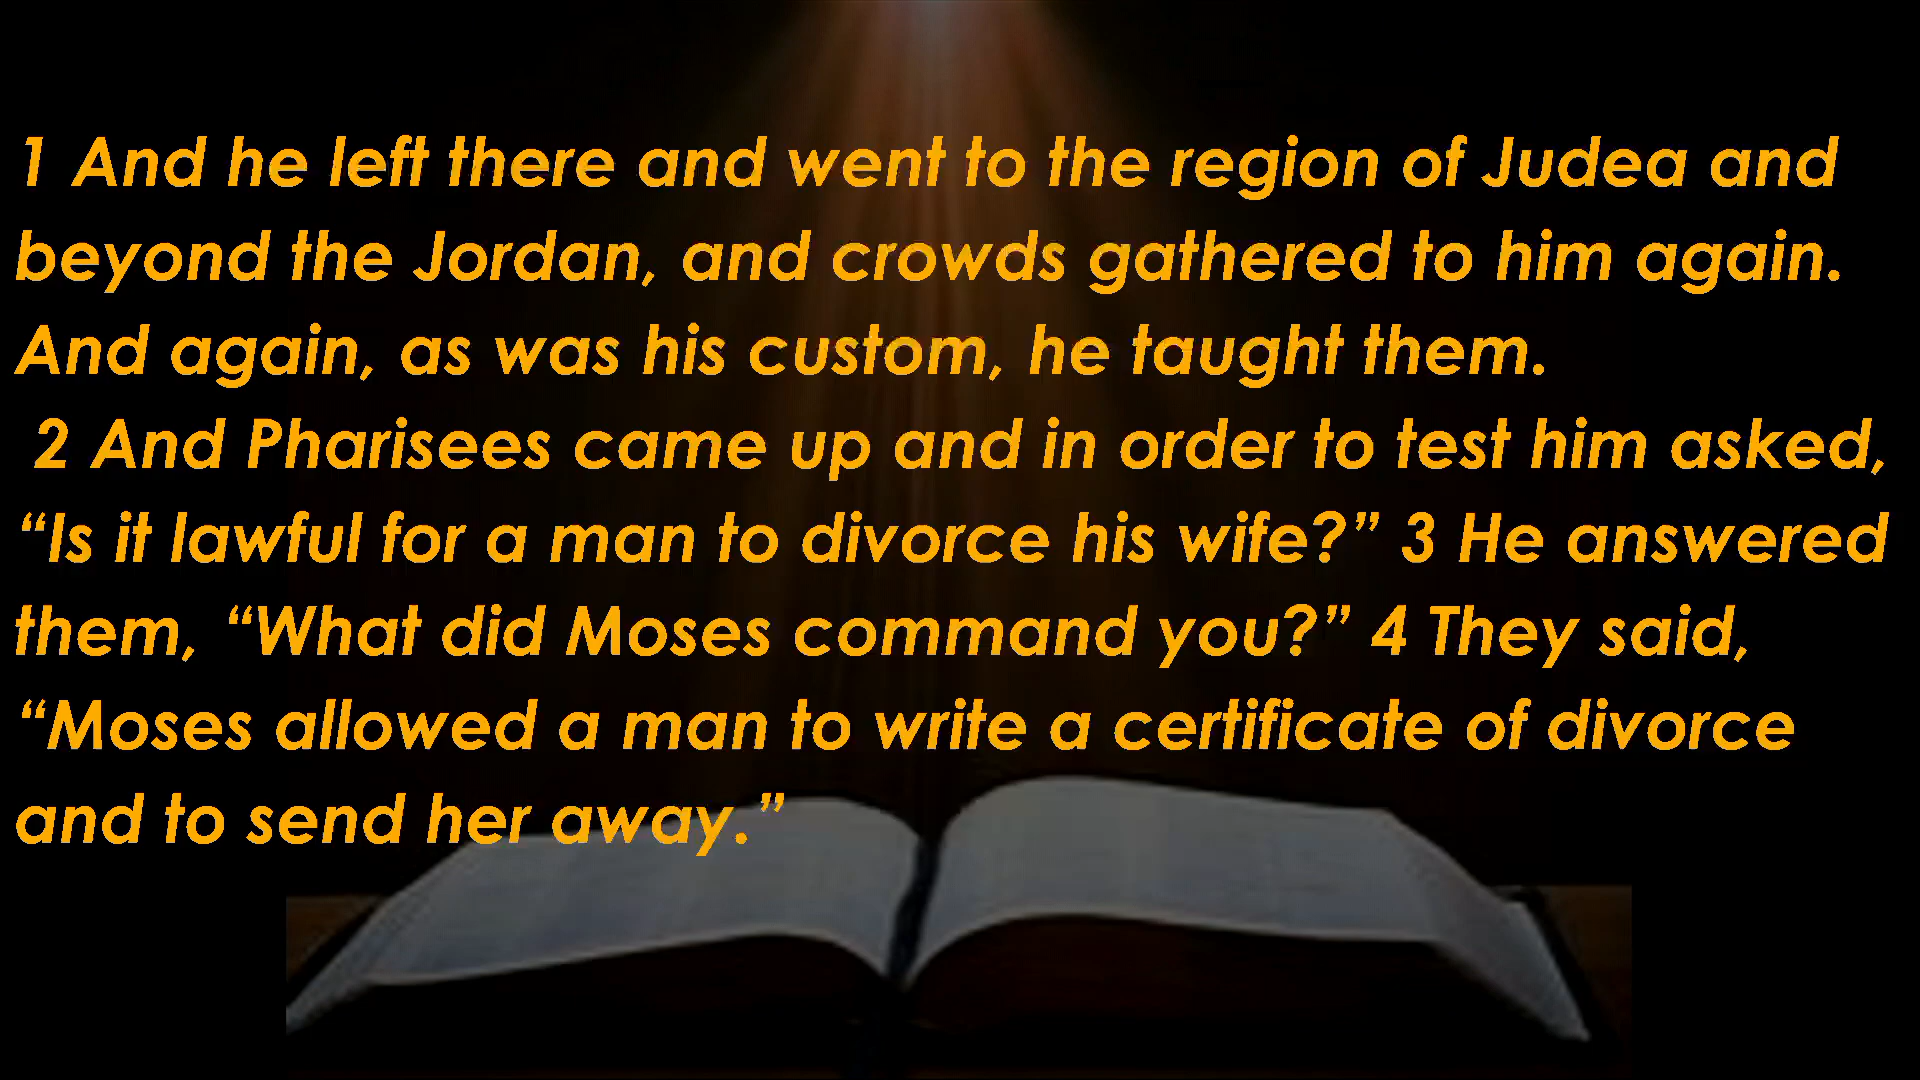 1 And he left there and went to the region of Judea and
beyond the Jordan, and crowds gathered to him again.
And again, as was his custom, he taught them.
2 And Pharisees came up and in order to test him asked,
“Is it lawful for a man to divorce his wife?” 3 He answered
them, “What did Moses command you?” 4 They said,
“Moses allowed a man to write a certificate of divorce
and to send her away.”